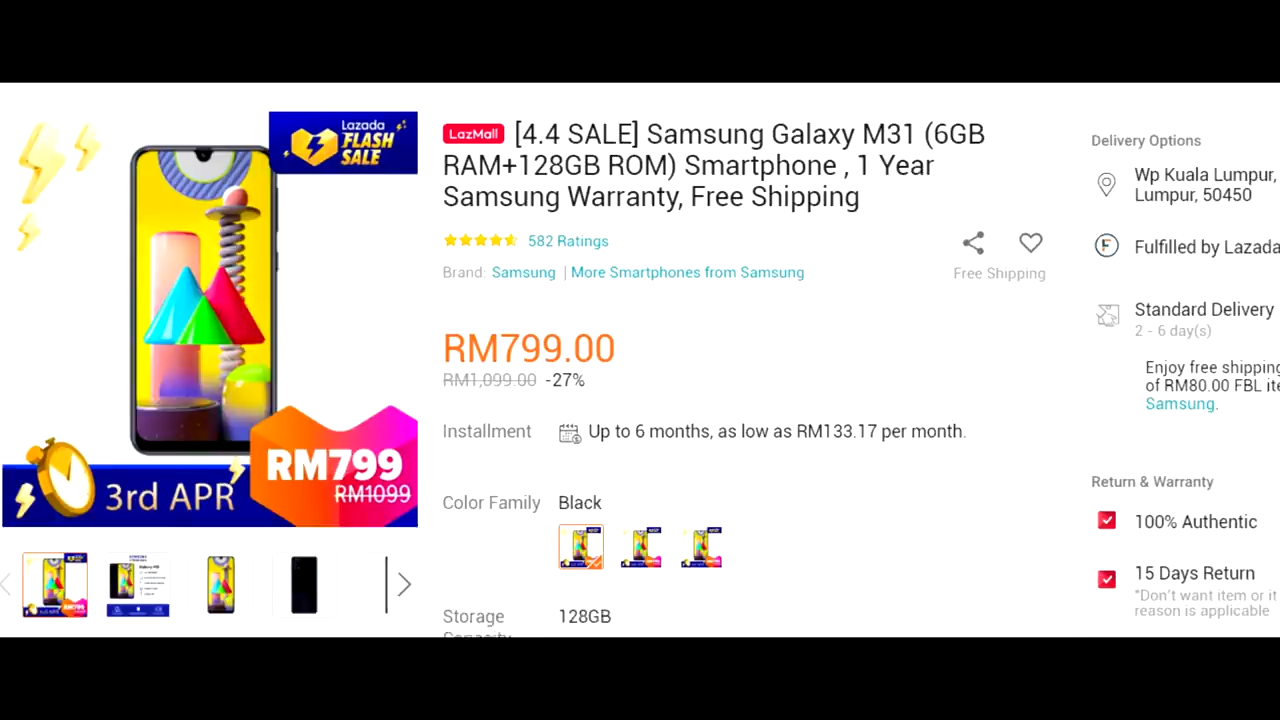 Lazada
FLASH
SALE
3rd APR
RM799
RM1099
LazMall [4.4 SALE] Samsung Galaxy M31 (6GB
RAM+128GB ROM) Smartphone , 1 Year
Samsung Warranty, Free Shipping
582 Ratings
Brand: Samsung | More Smartphones from Samsung
Free Shipping
RM799.00
RM1,099.00 -27%
Installment Up to 6 months, as low as RM133.17 per month.
Color Family Black
Storage 128GB
Capacity
Delivery Options
Wp Kuala Lumpur,
Lumpur, 50450
Fulfilled by Lazada
Standard Delivery
2 - 6 day(s)
Enjoy free shipping
of RM80.00 FBL ite
Samsung.
Return & Warranty
100% Authentic
15 Days Return
"Don't want item or it
reason is applicable